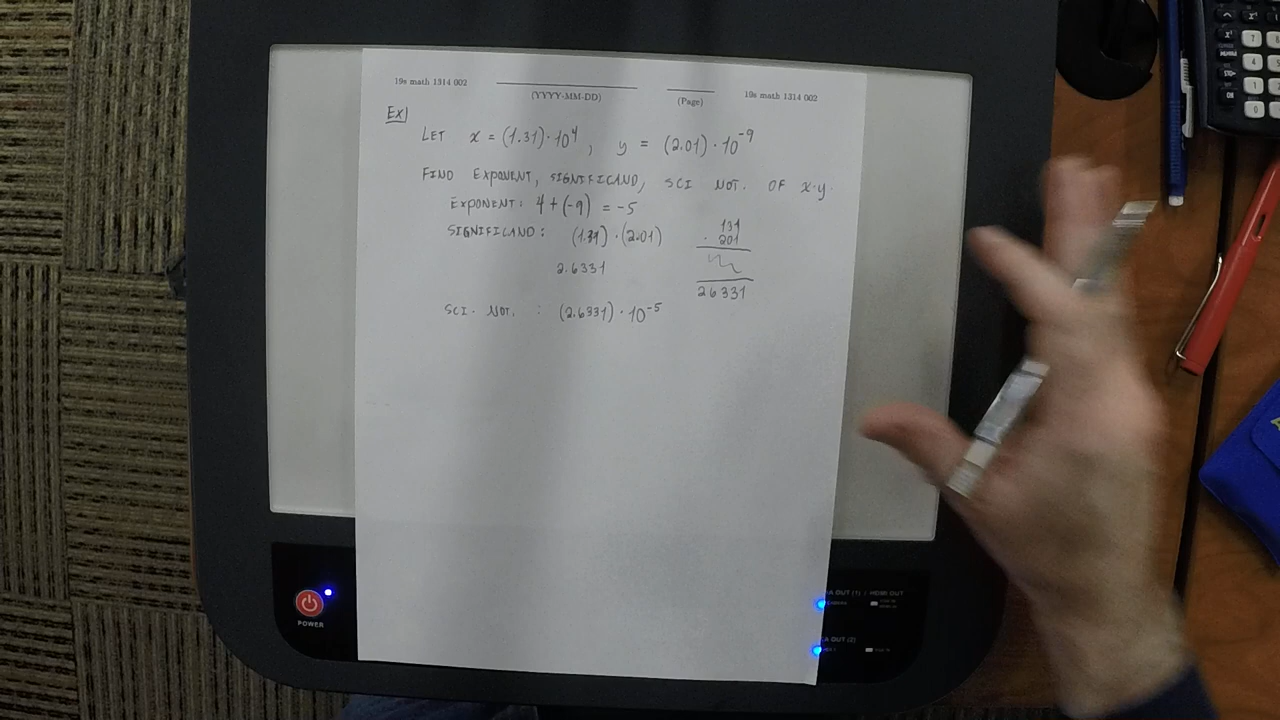 19s math 1314 002
(YYYY-MM-DD)
(Page)
19s math 1314 002
Ex)
LET x = (1.31)·10⁴, y = (2.01)·10⁻⁹
FIND EXPONENT, SIGNIFICAND, SCI NOT. OF x·y.
EXPONENT: 4+(-9) = -5
SIGNIFICAND: (1.31)·(2.01)
131
· 201
26331
2.6331
SCI. NOT. : (2.6331)·10⁻⁵
POWER